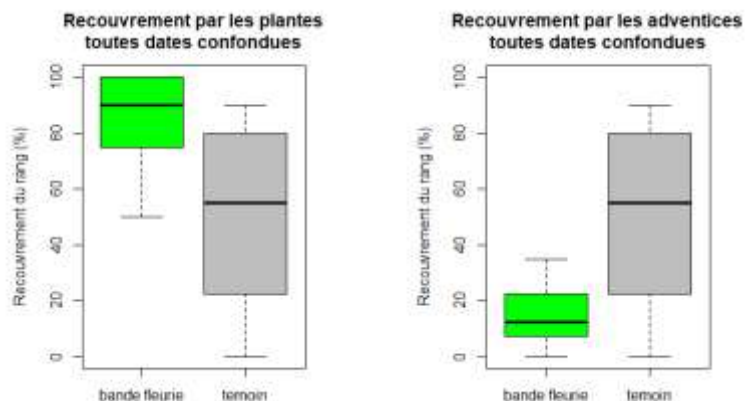 Recouvrement par les plantes
toutes dates confondues
Recouvrement du rang (%)
100
80
60
40
20
0
bande fleurie temoin
Recouvrement par les adventices
toutes dates confondues
Recouvrement du rang (%)
100
80
60
40
20
0
bande fleurie temoin